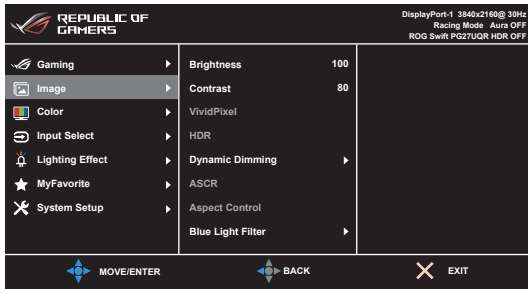 REPUBLIC OF
GAMERS
DisplayPort-1 3840x2160@ 30Hz
Racing Mode Aura OFF
ROG Swift PG27UQR HDR OFF
Gaming
Image
Color
Input Select
Lighting Effect
MyFavorite
System Setup
Brightness 100
Contrast 80
VividPixel
HDR
Dynamic Dimming
ASCR
Aspect Control
Blue Light Filter
MOVE/ENTER
BACK
EXIT